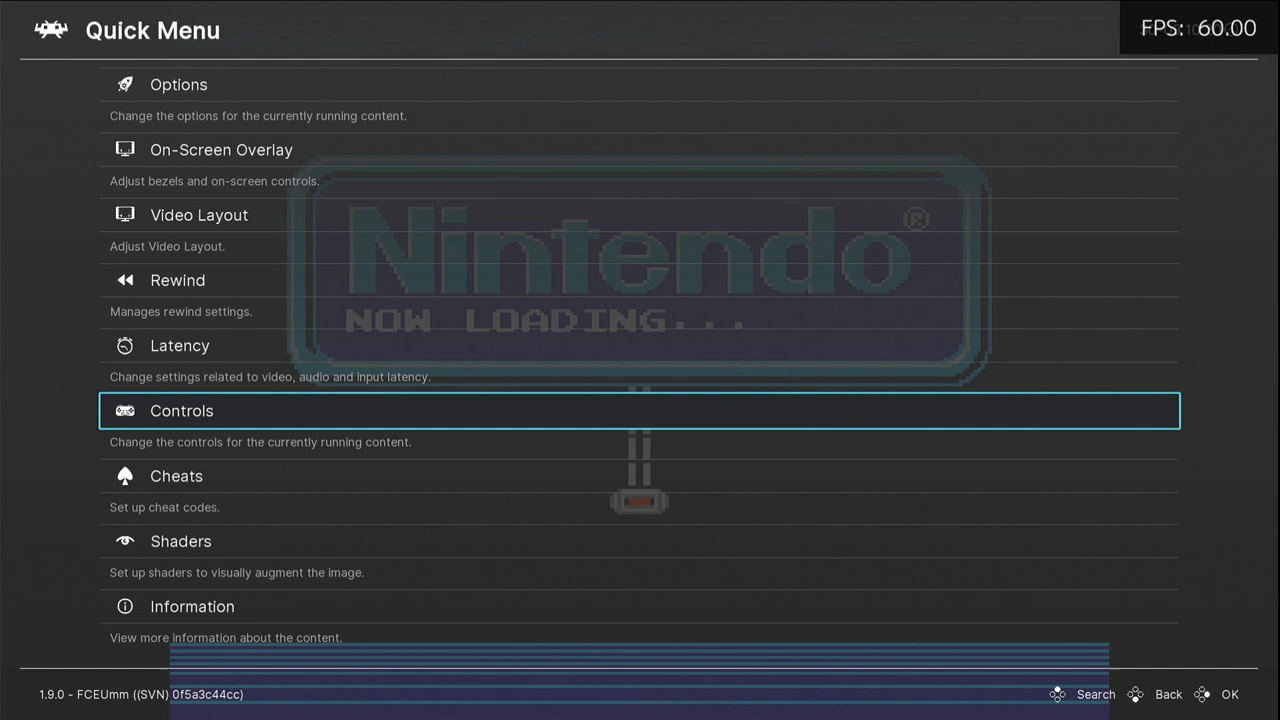 Quick Menu
FPS: 60.00
Options
Change the options for the currently running content.
On-Screen Overlay
Adjust bezels and on-screen controls.
Video Layout
Adjust Video Layout.
Rewind
Manages rewind settings.
Latency
Change settings related to video, audio and input latency.
Controls
Change the controls for the currently running content.
Cheats
Set up cheat codes.
Shaders
Set up shaders to visually augment the image.
Information
View more information about the content.
Nintendo®
NOW LOADING...
1.9.0 - FCEUmm ((SVN) 0f5a3c44cc)
Search Back OK